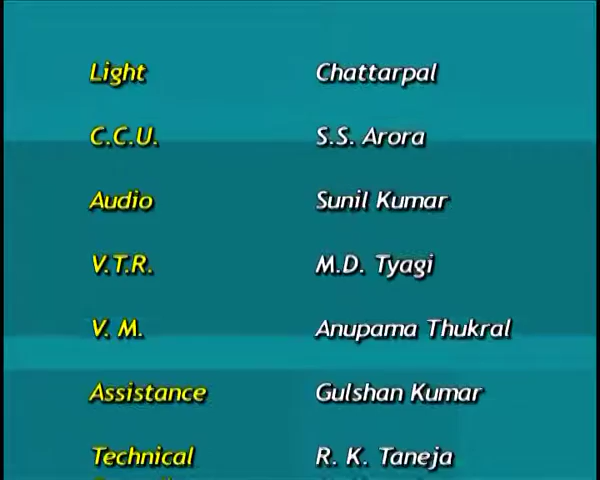 Light Chattarpal
C.C.U. S.S. Arora
Audio Sunil Kumar
V.T.R. M.D. Tyagi
V. M. Anupama Thukral
Assistance Gulshan Kumar
Technical R. K. Taneja